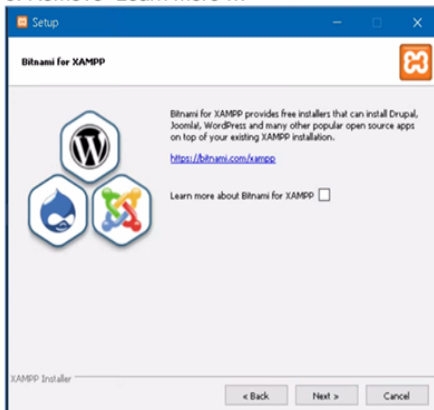 Setup
Bitnami for XAMPP
Bitnami for XAMPP provides free installers that can install Drupal,
Joomla!, WordPress and many other popular open source apps
on top of your existing XAMPP installation.
https://bitnami.com/xampp
Learn more about Bitnami for XAMPP
XAMPP Installer
< Back Next > Cancel